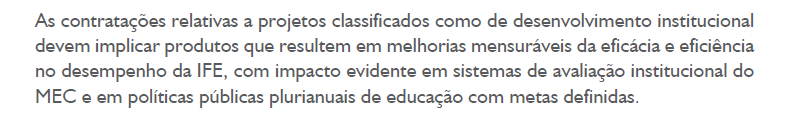 As contratações relativas a projetos classificados como de desenvolvimento institucional
devem implicar produtos que resultem em melhorias mensuráveis da eficácia e eficiência
no desempenho da IFE, com impacto evidente em sistemas de avaliação institucional do
MEC e em políticas públicas plurianuais de educação com metas definidas.